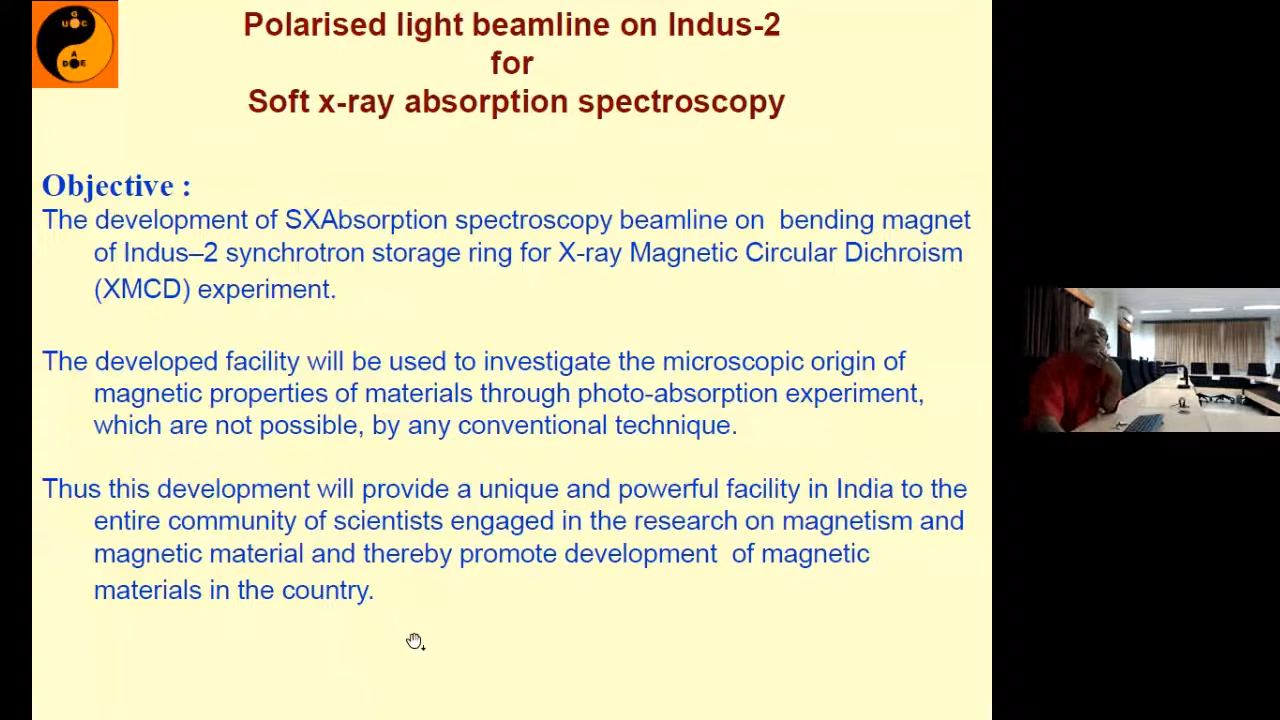 G
U C
A
D E
Polarised light beamline on Indus-2
for
Soft x-ray absorption spectroscopy
Objective :
The development of SXAbsorption spectroscopy beamline on bending magnet
of Indus–2 synchrotron storage ring for X-ray Magnetic Circular Dichroism
(XMCD) experiment.
The developed facility will be used to investigate the microscopic origin of
magnetic properties of materials through photo-absorption experiment,
which are not possible, by any conventional technique.
Thus this development will provide a unique and powerful facility in India to the
entire community of scientists engaged in the research on magnetism and
magnetic material and thereby promote development of magnetic
materials in the country.